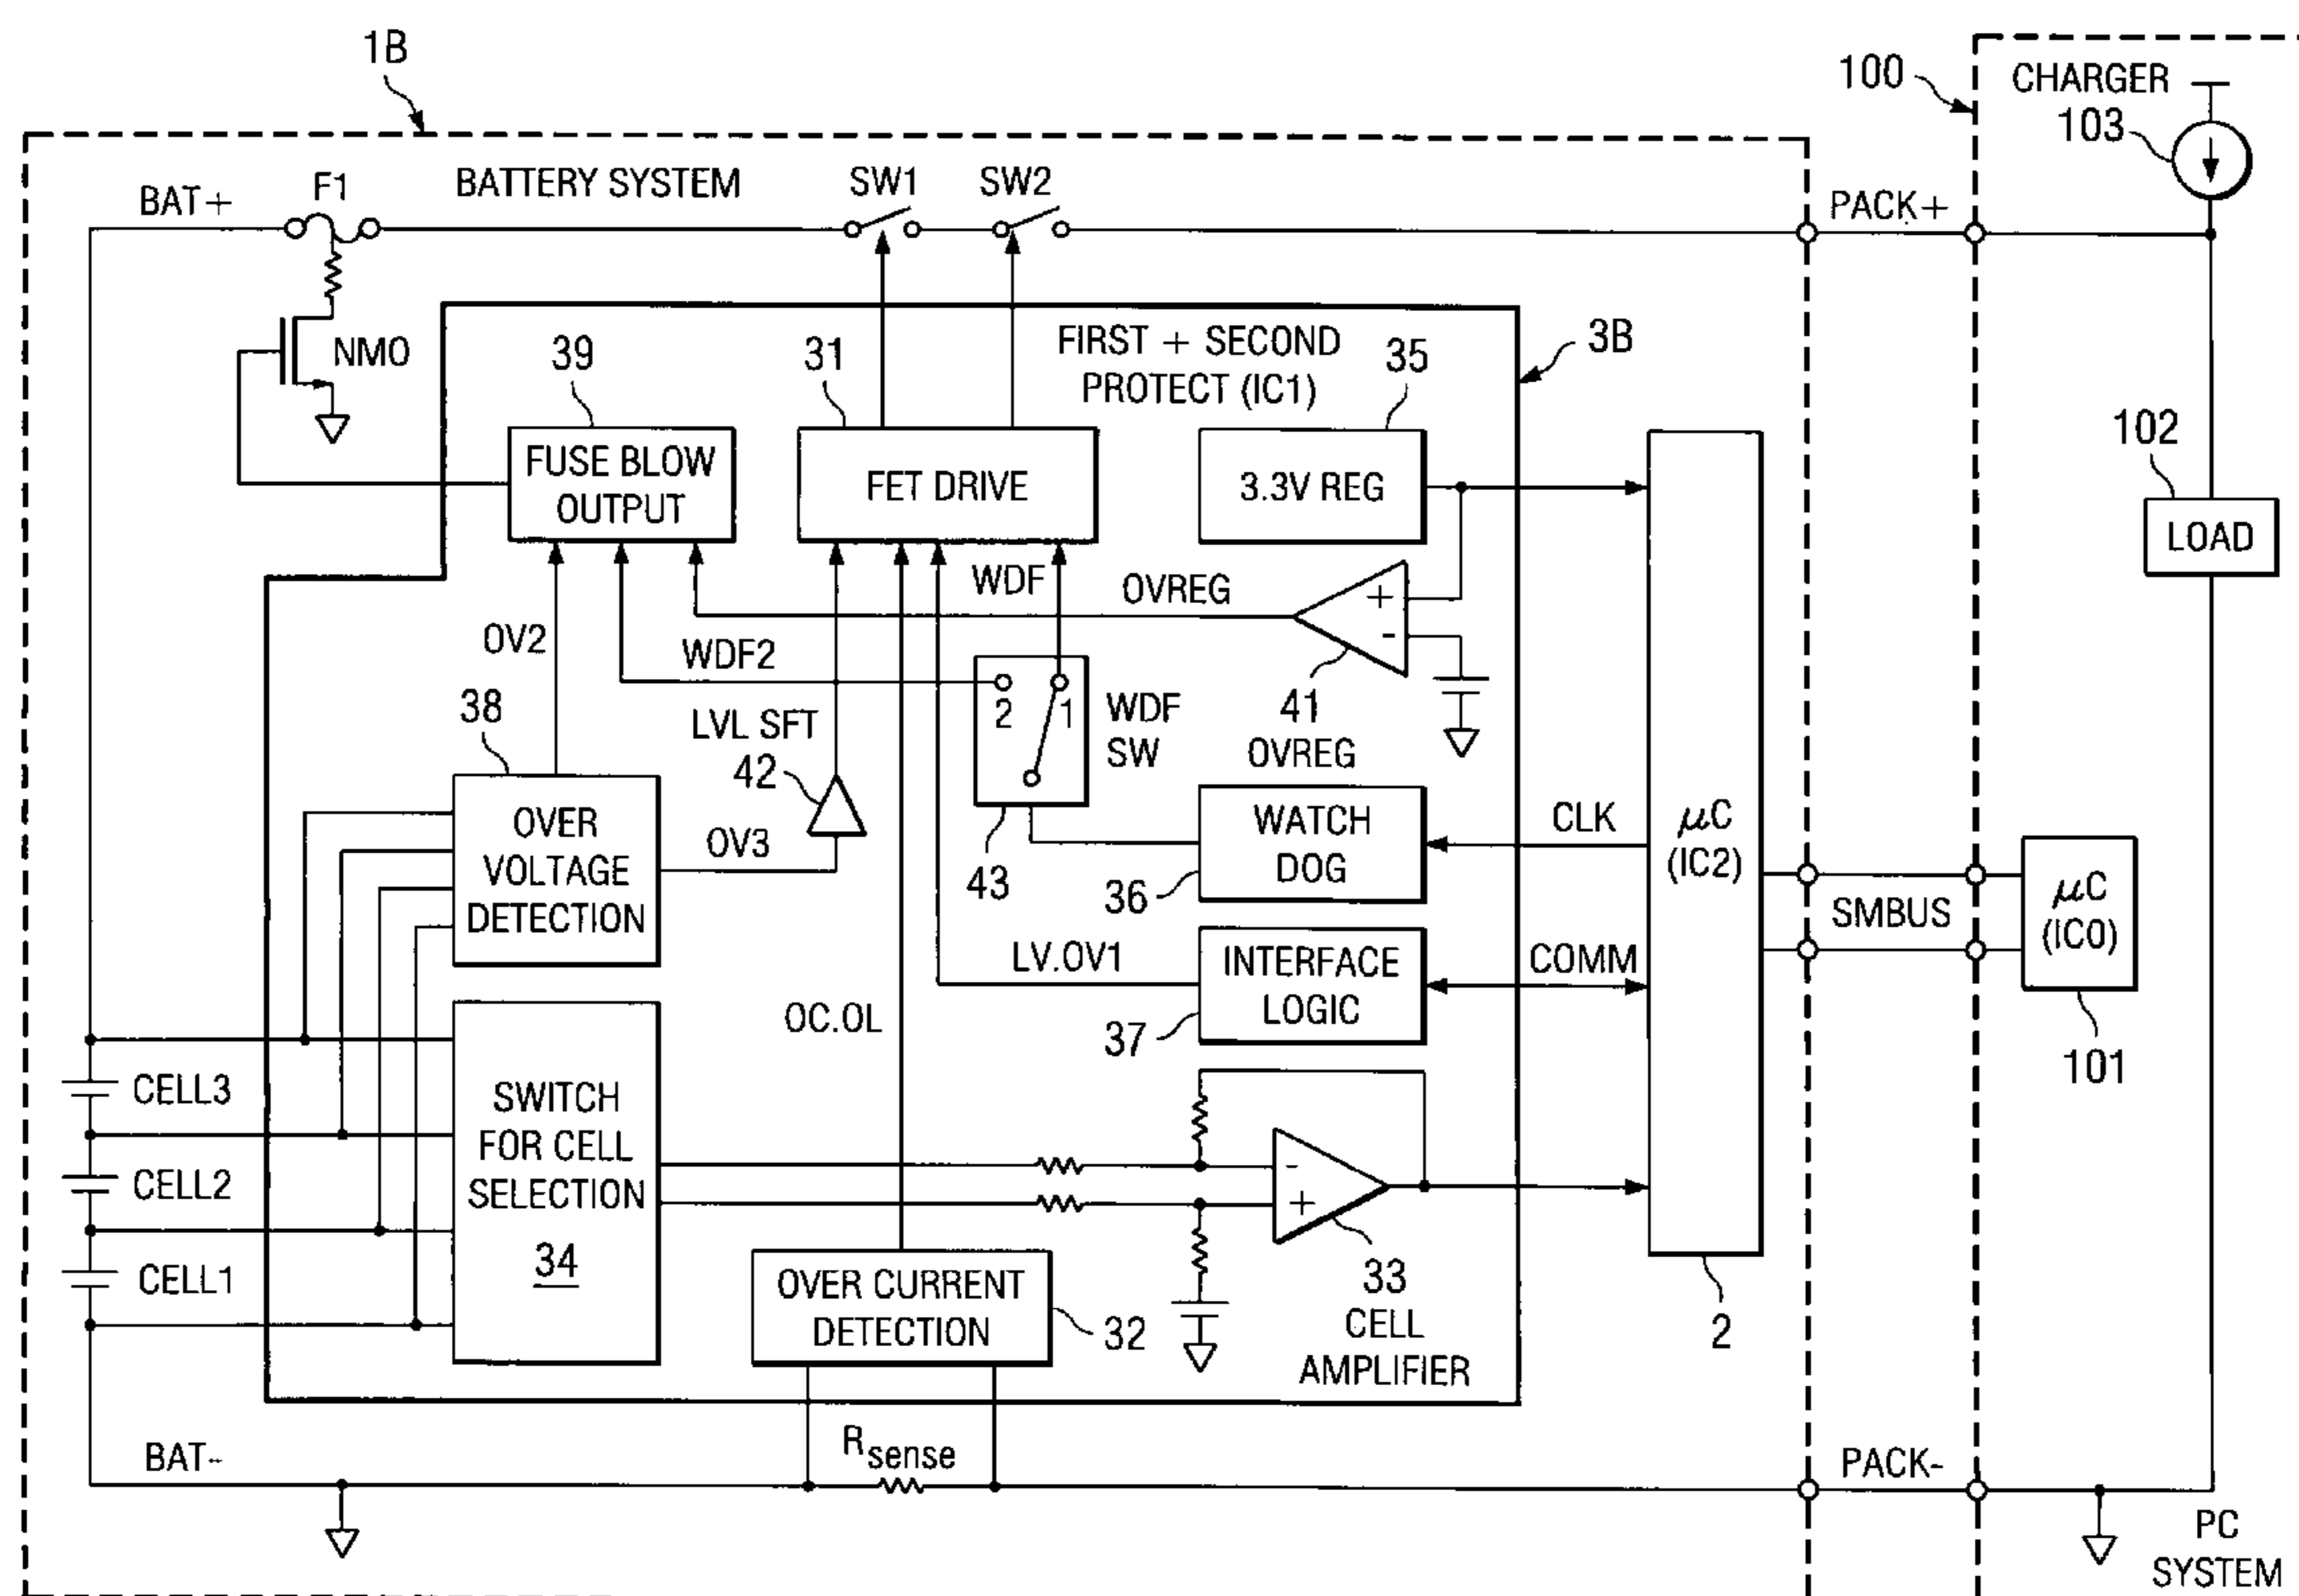 1B
100
CHARGER
103
BAT+
F1
BATTERY SYSTEM
SW1
SW2
PACK+
NMO
39
31
FIRST + SECOND
PROTECT (IC1)
35
3B
102
FUSE BLOW
OUTPUT
FET DRIVE
3.3V REG
LOAD
WDF
OVREG
+
-
OV2
WDF2
2
1
WDF
SW
41
OVREG
38
LVL SFT
42
OVER
VOLTAGE
DETECTION
OV3
43
WATCH
DOG
36
CLK
μC
(IC2)
SMBUS
μC
(IC0)
101
LV.OV1
INTERFACE
LOGIC
37
COMM
OC.OL
CELL3
CELL2
CELL1
SWITCH
FOR CELL
SELECTION
34
-
+
33
CELL
AMPLIFIER
OVER CURRENT
DETECTION
32
2
BAT-
Rsense
PACK-
PC
SYSTEM